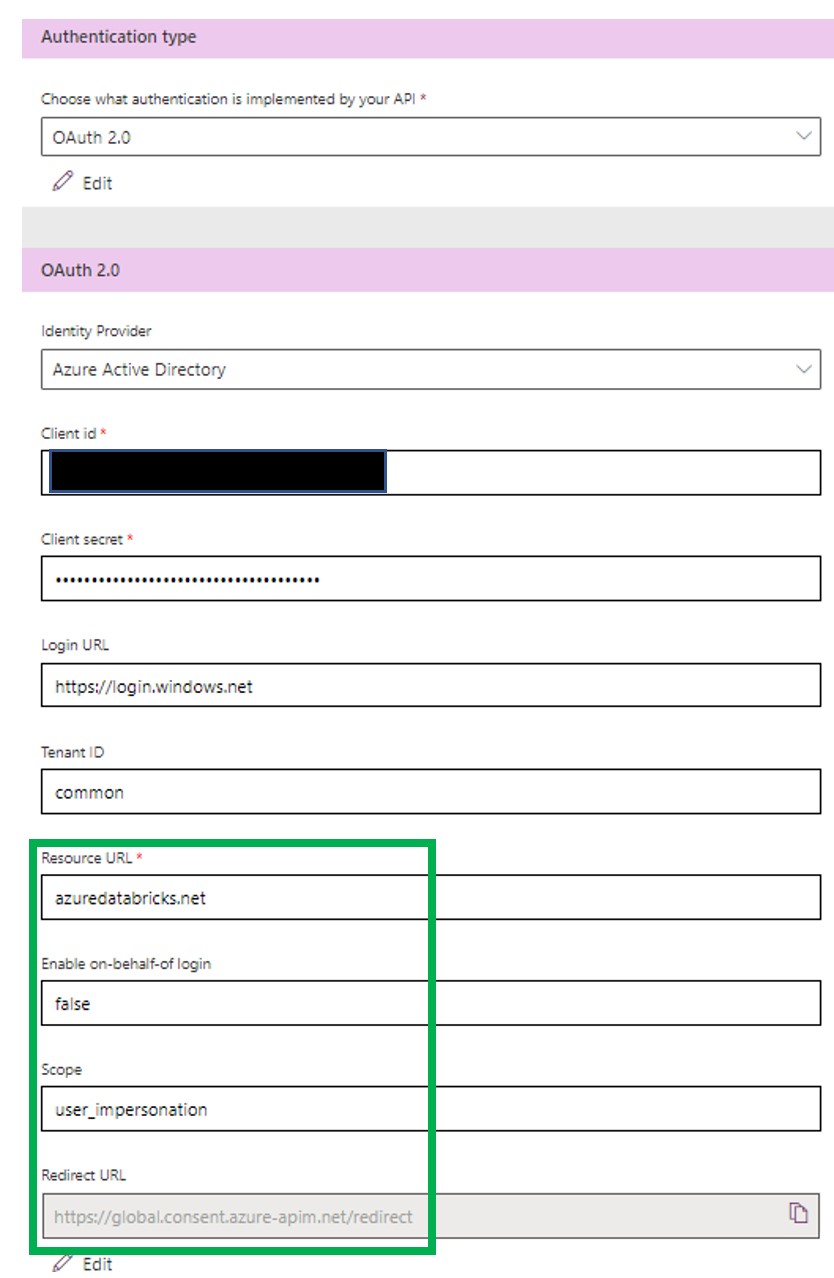 Authentication type
Choose what authentication is implemented by your API *
OAuth 2.0
Edit
OAuth 2.0
Identity Provider
Azure Active Directory
Client id *
Client secret *
•••••••••••••••••••••••••••••••••••••
Login URL
https://login.windows.net
Tenant ID
common
Resource URL *
azuredatabricks.net
Enable on-behalf-of login
false
Scope
user_impersonation
Redirect URL
https://global.consent.azure-apim.net/redirect
Edit